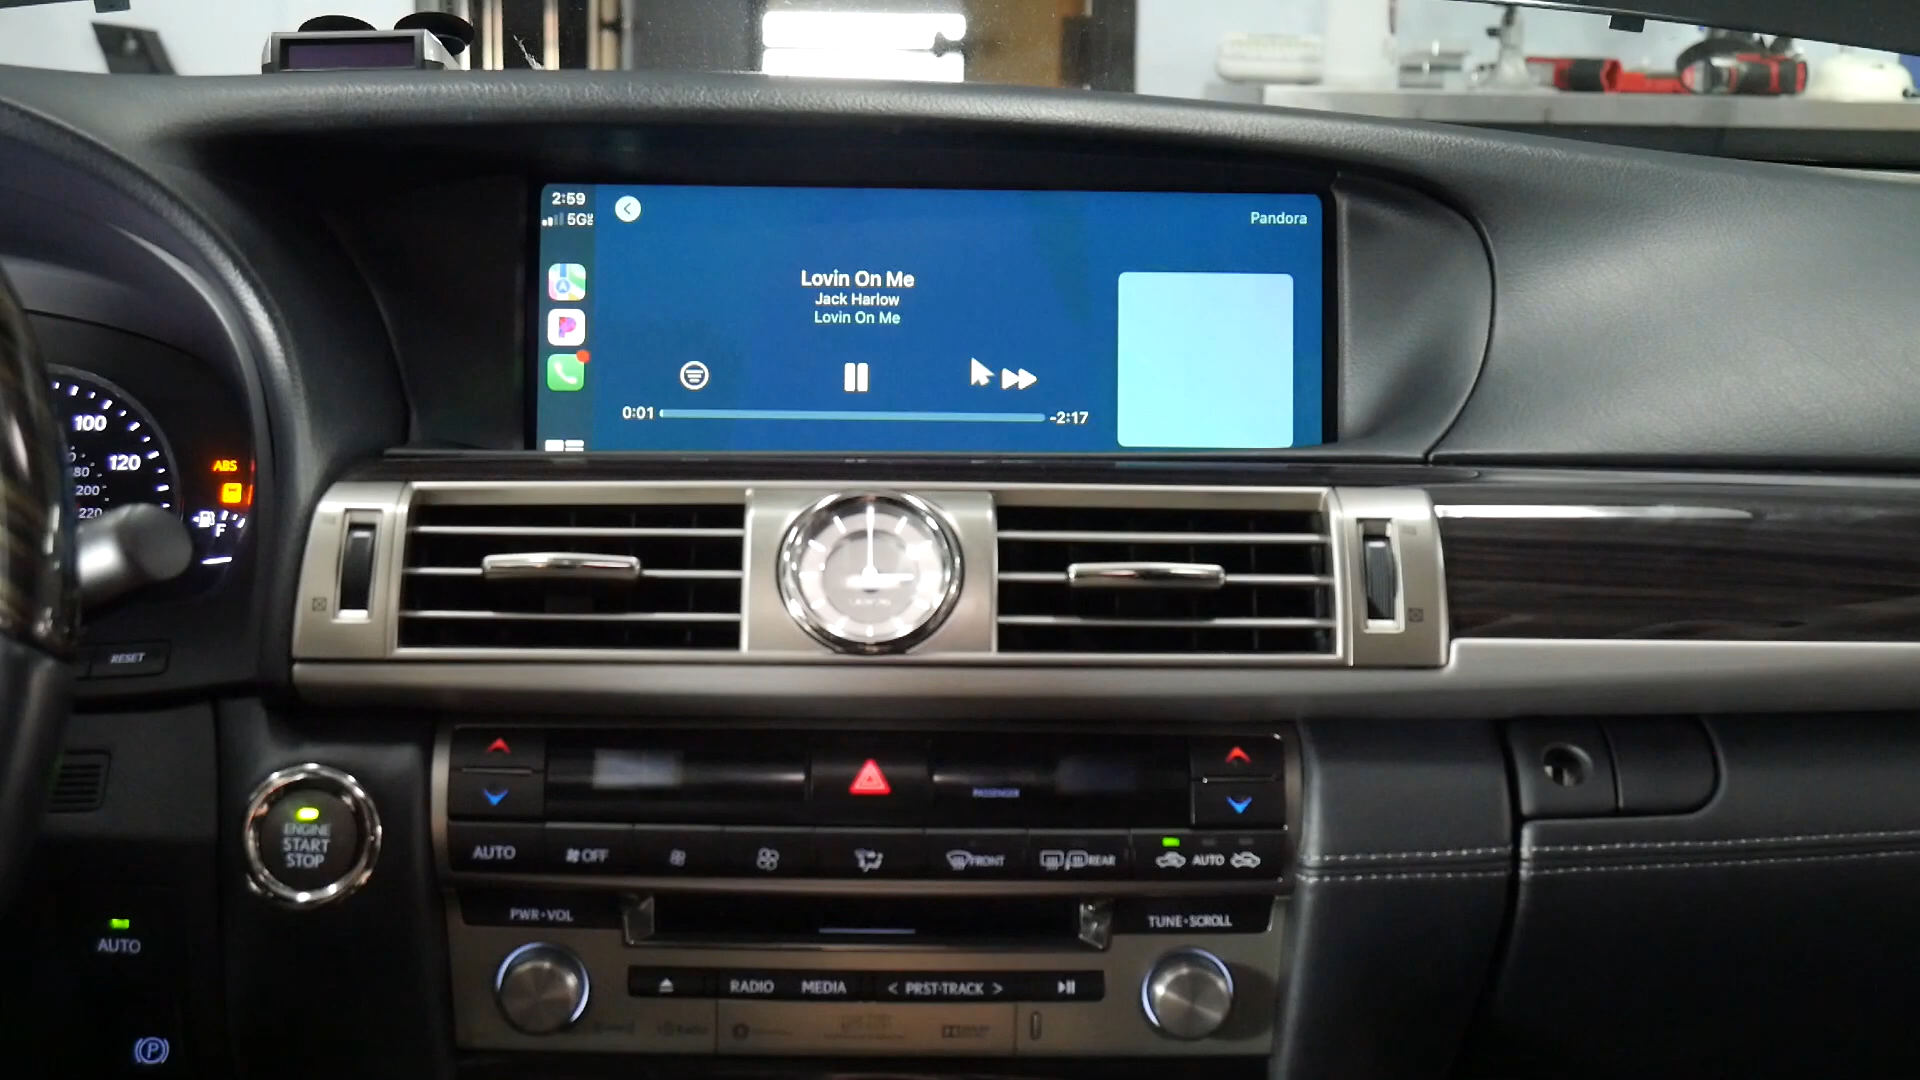 2:59
5G
Pandora
Lovin On Me
Jack Harlow
Lovin On Me
0:01
-2:17
100
120
80
200
220
ABS
F
RESET
PASSENGER
ENGINE
START
STOP
AUTO
OFF
FRONT
REAR
AUTO
PWR•VOL
TUNE•SCROLL
AUTO
RADIO
MEDIA
< PRST•TRACK >
P